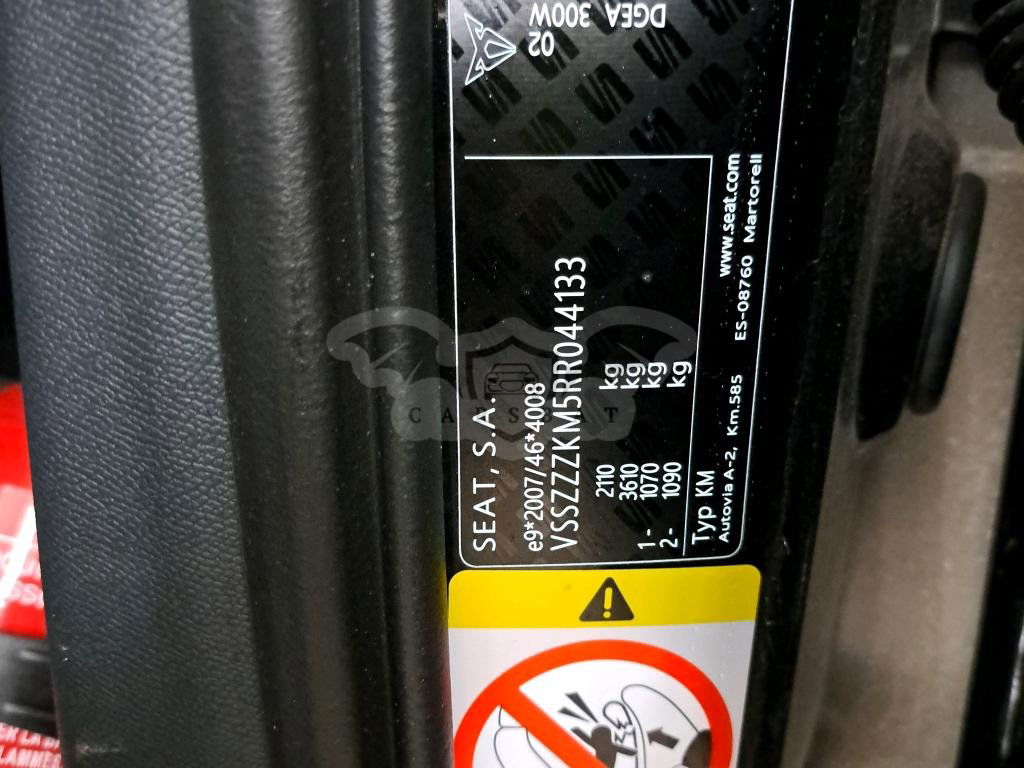 SEAT, S.A.
e9*2007/46*4008
VSSZZZKM5RR044133
2110 kg
3610 kg
1- 1070 kg
2- 1090 kg
Typ KM www.seat.com
Autovia A-2, Km.585 ES-08760 Martorell
02
DGEA 300W
CARSBAT